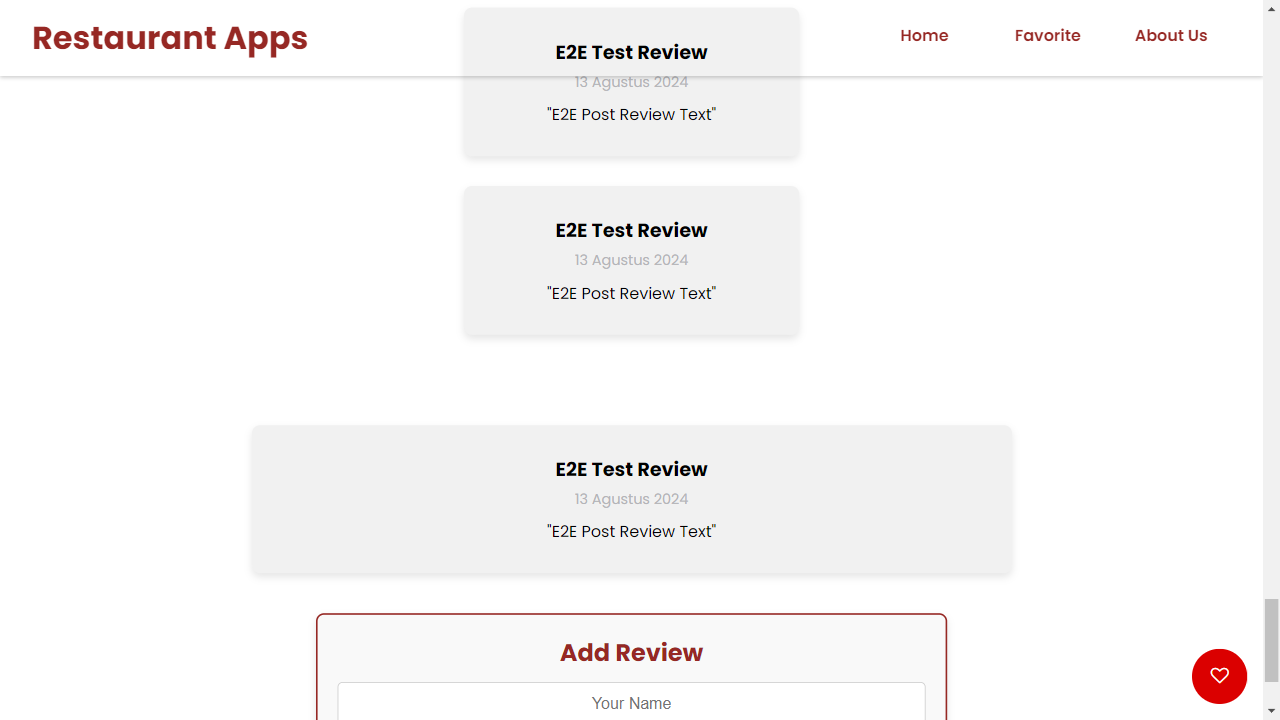 Restaurant Apps
Home
Favorite
About Us
E2E Test Review
13 Agustus 2024
"E2E Post Review Text"
E2E Test Review
13 Agustus 2024
"E2E Post Review Text"
E2E Test Review
13 Agustus 2024
"E2E Post Review Text"
Add Review
Your Name